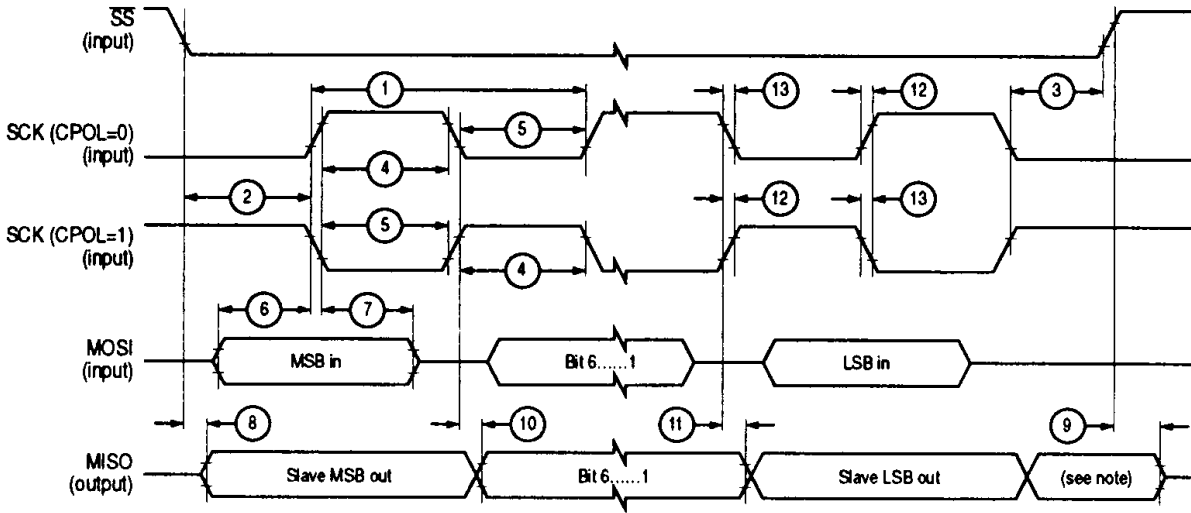 SS
(input)
1
13
12
3
SCK (CPOL=0)
(input)
5
4
2
5
12
13
SCK (CPOL=1)
(input)
4
6
7
MOSI
(input)
MSB in
Bit 6......1
LSB in
8
10
11
9
MISO
(output)
Slave MSB out
Bit 6......1
Slave LSB out
(see note)